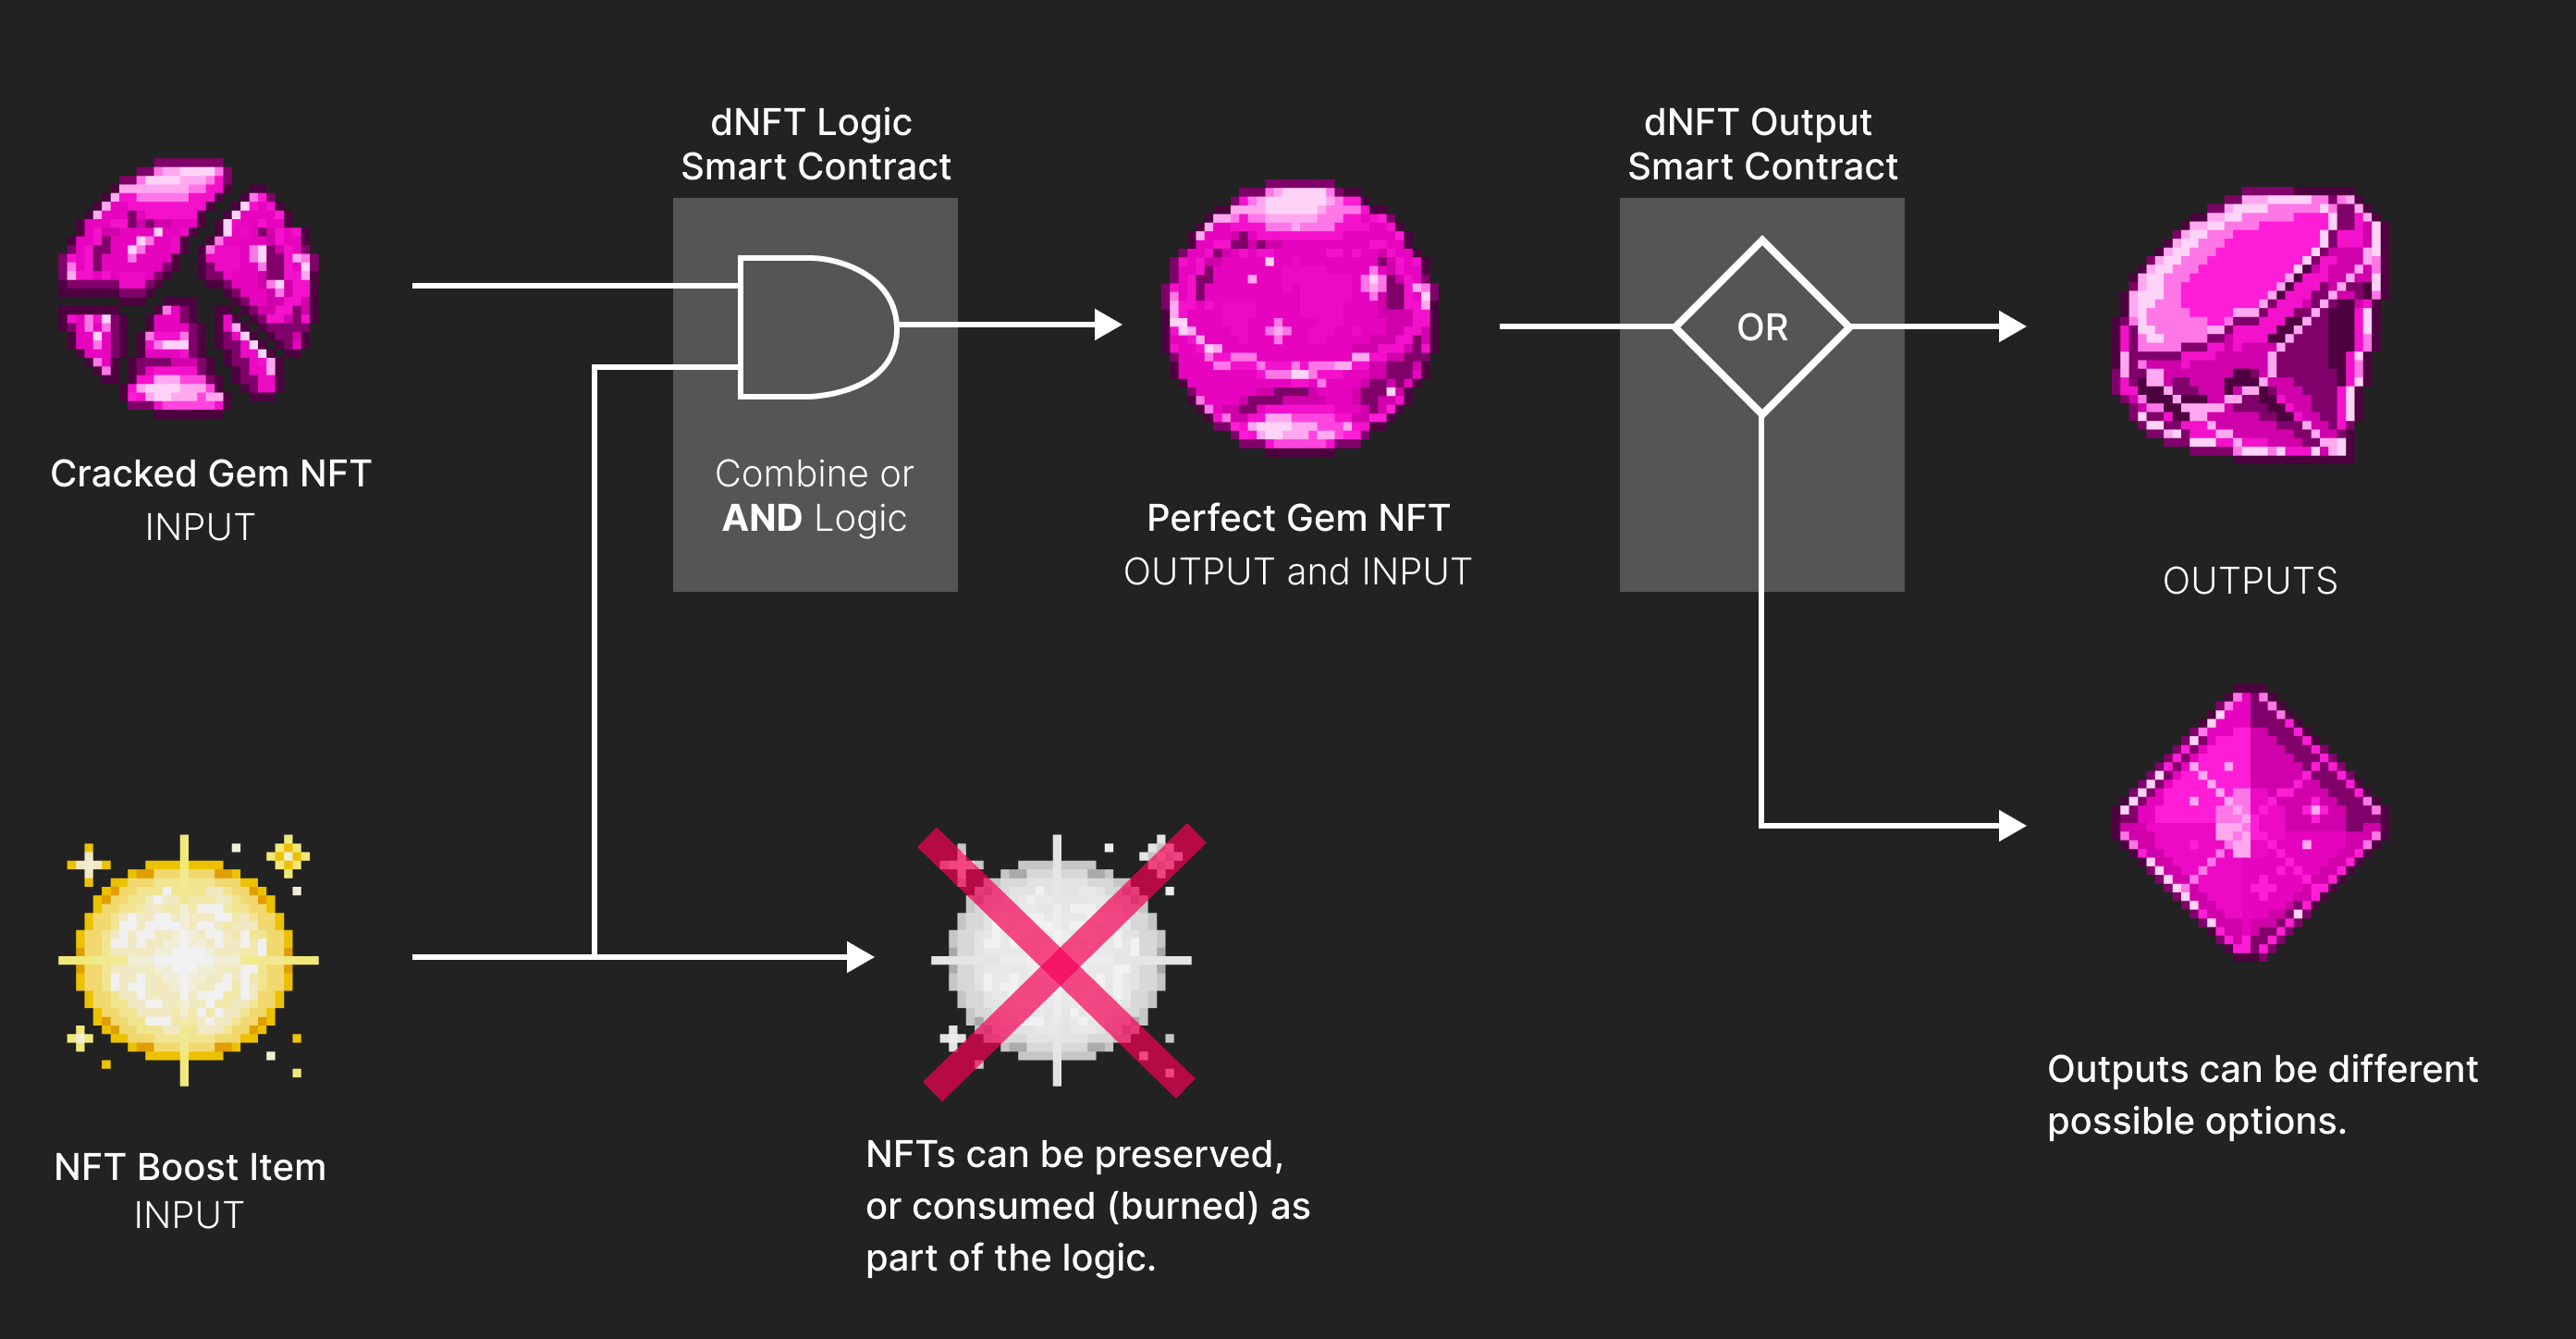 dNFT Logic
Smart Contract
dNFT Output
Smart Contract
OR
Cracked Gem NFT
INPUT
Combine or
AND Logic
Perfect Gem NFT
OUTPUT and INPUT
OUTPUTS
NFT Boost Item
INPUT
NFTs can be preserved,
or consumed (burned) as
part of the logic.
Outputs can be different
possible options.